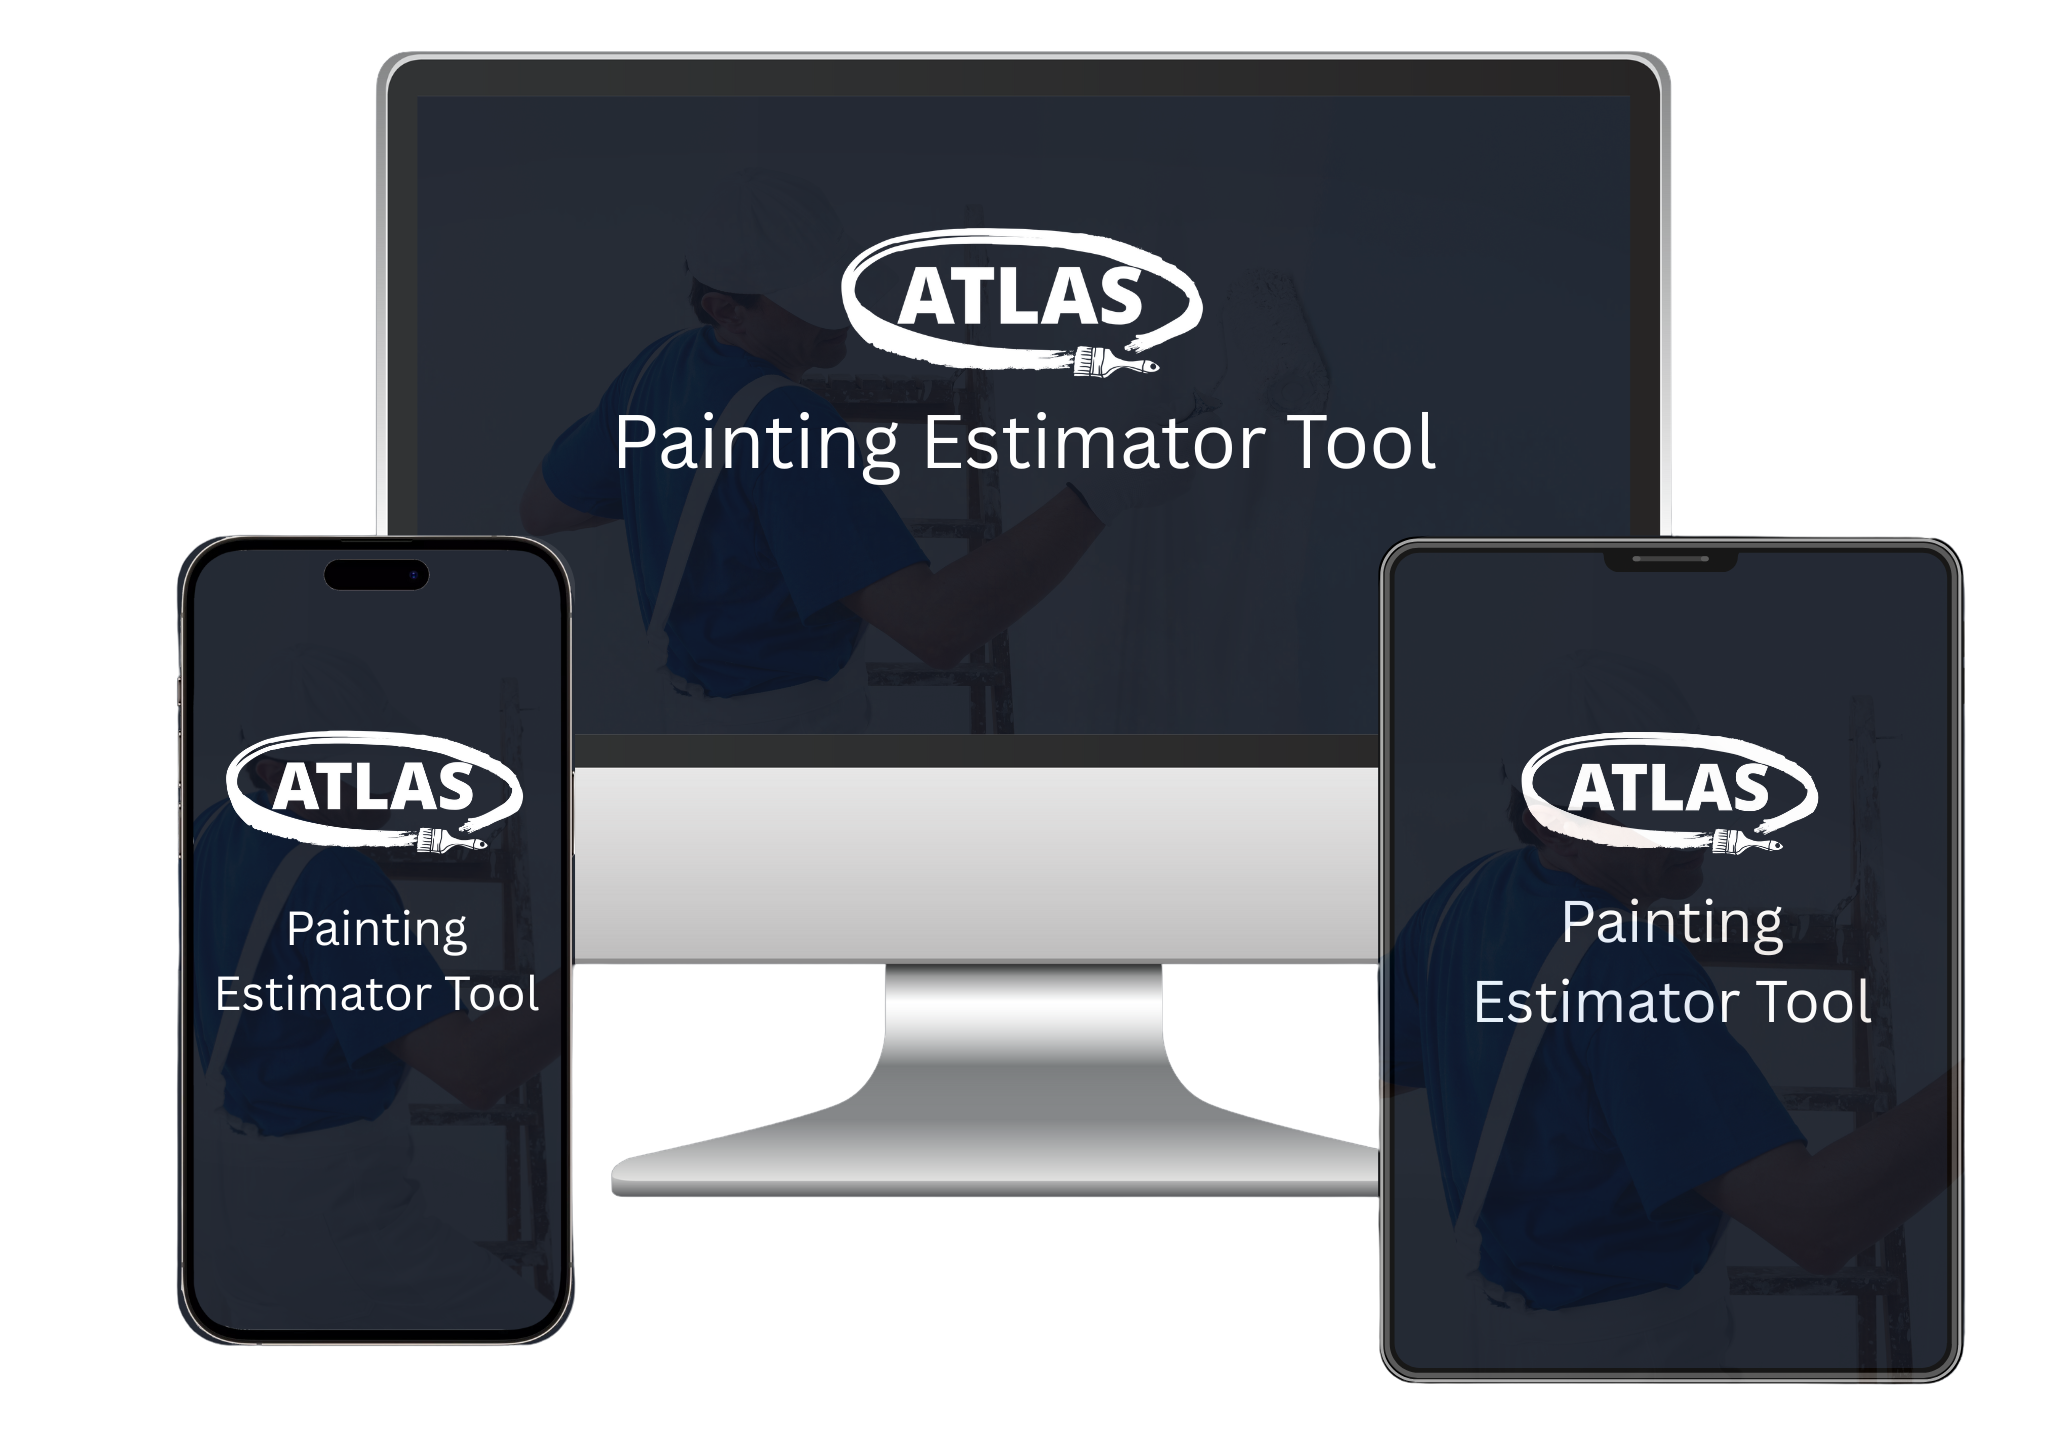 ATLAS
Painting Estimator Tool
ATLAS
Painting
Estimator Tool
ATLAS
Painting
Estimator Tool